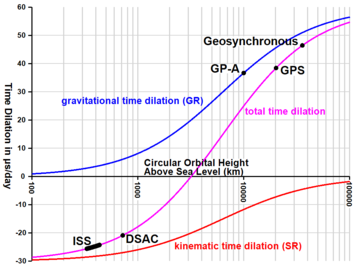 60
50
40
30
20
10
0
-10
-20
-30
Time Dilation in µs/day
Geosynchronous
GP-A
GPS
gravitational time dilation (GR)
total time dilation
Circular Orbital Height
Above Sea Level (km)
100
1000
10000
100000
ISS
DSAC
kinematic time dilation (SR)